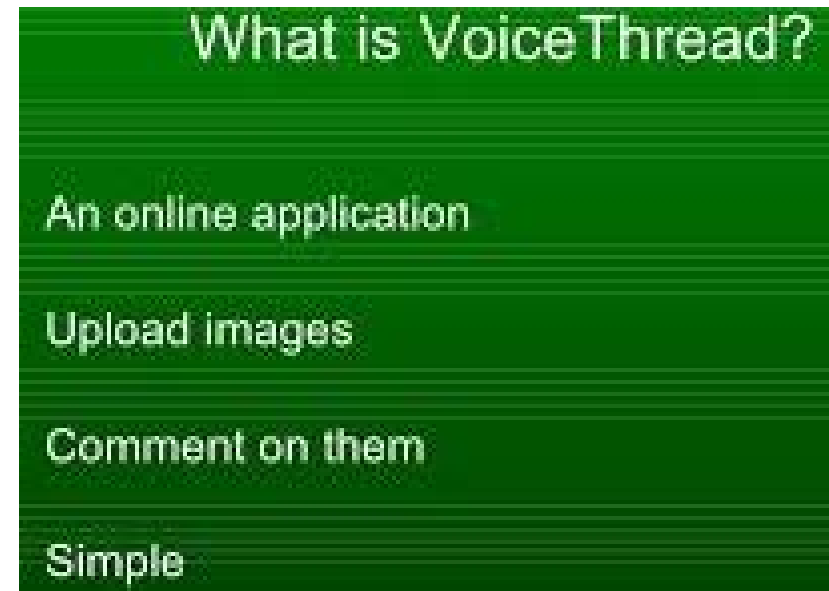 What is VoiceThread?
An online application
Upload images
Comment on them
Simple